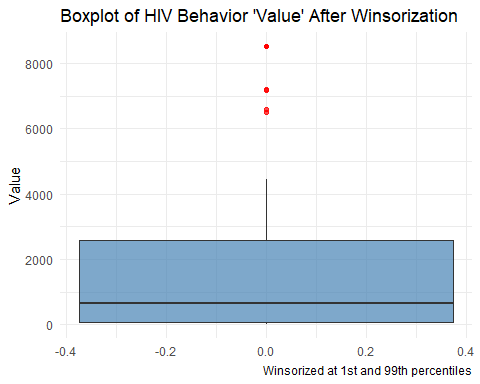 Boxplot of HIV Behavior 'Value' After Winsorization
8000
6000
4000
2000
0
Value
-0.4 -0.2 0.0 0.2 0.4
Winsorized at 1st and 99th percentiles